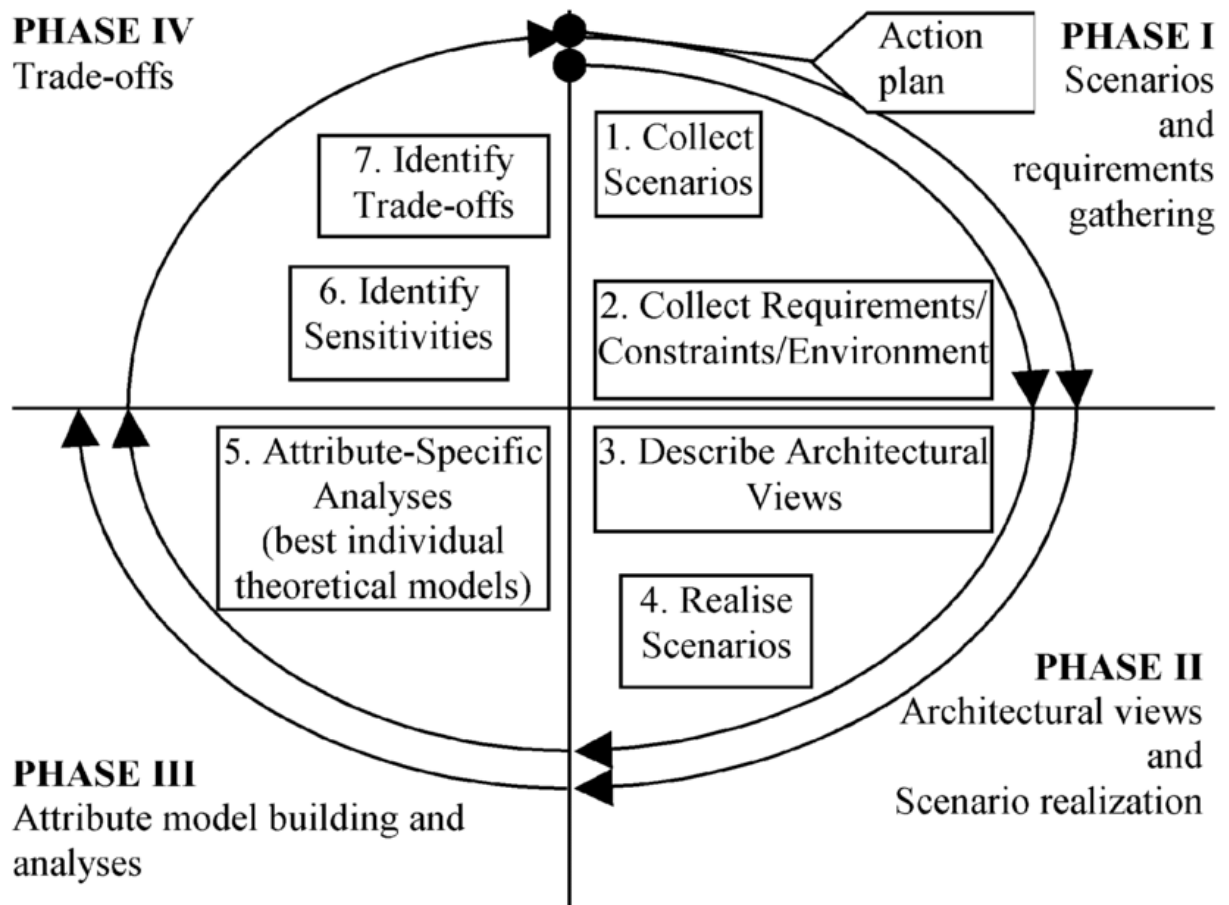 PHASE IV
Trade-offs
Action
plan
PHASE I
Scenarios
and
requirements
gathering
1. Collect
Scenarios
2. Collect Requirements/
Constraints/Environment
3. Describe Architectural
Views
4. Realise
Scenarios
PHASE II
Architectural views
and
Scenario realization
5. Attribute-Specific
Analyses
(best individual
theoretical models)
PHASE III
Attribute model building and
analyses
6. Identify
Sensitivities
7. Identify
Trade-offs